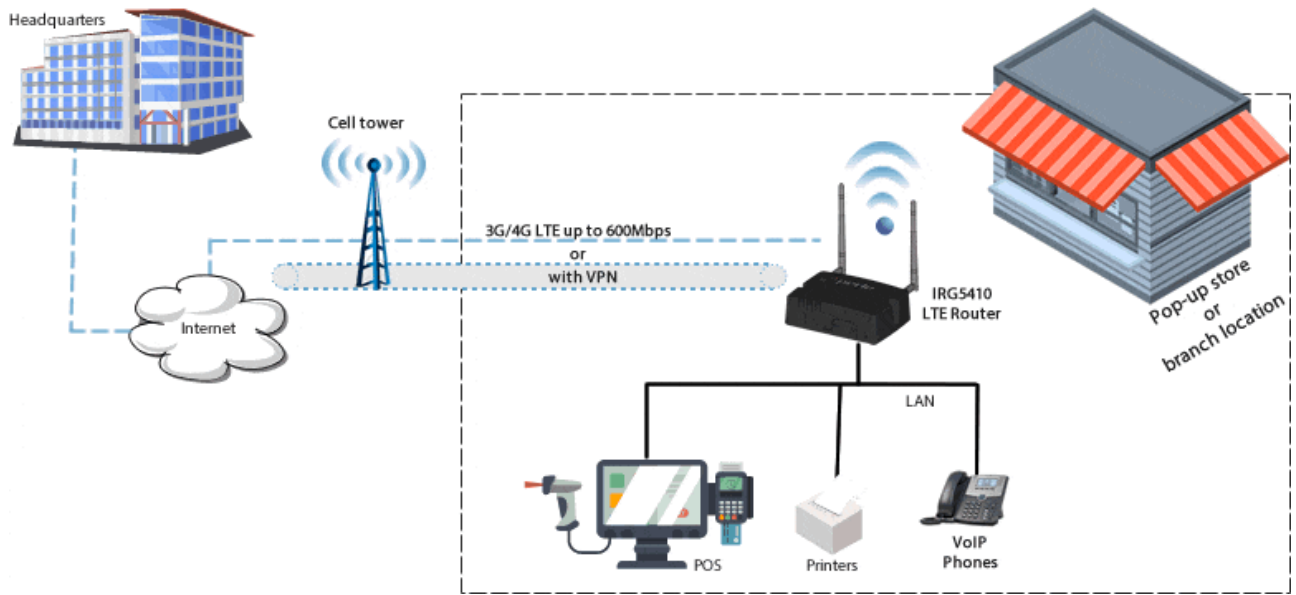 Headquarters
Cell tower
3G/4G LTE up to 600Mbps
or
with VPN
Internet
IRG5410
LTE Router
Pop-up store
or
branch location
LAN
POS
Printers
VoIP
Phones